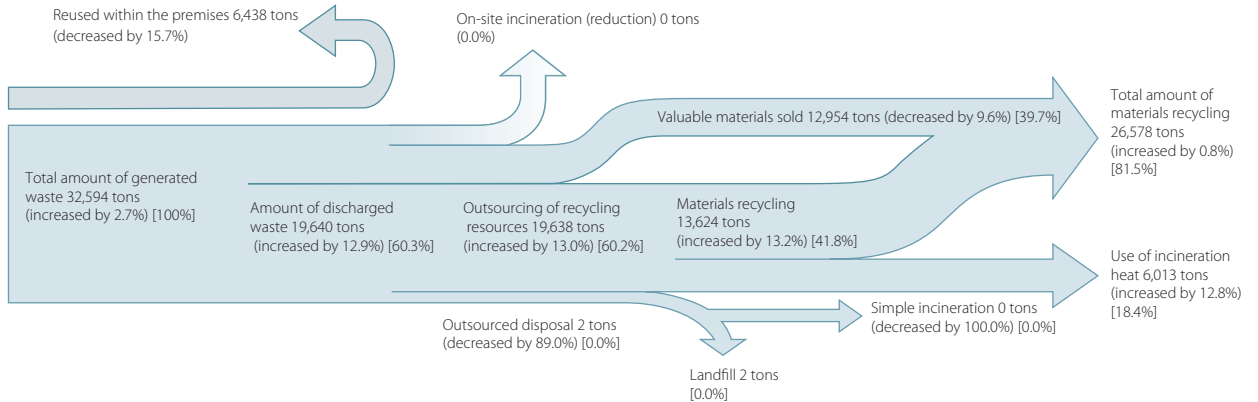 Reused within the premises 6,438 tons
(decreased by 15.7%)
On-site incineration (reduction) 0 tons
(0.0%)
Valuable materials sold 12,954 tons (decreased by 9.6%) [39.7%]
Total amount of
materials recycling
26,578 tons
(increased by 0.8%)
[81.5%]
Total amount of generated
waste 32,594 tons
(increased by 2.7%) [100%]
Amount of discharged
waste 19,640 tons
(increased by 12.9%) [60.3%]
Outsourcing of recycling
resources 19,638 tons
(increased by 13.0%) [60.2%]
Materials recycling
13,624 tons
(increased by 13.2%) [41.8%]
Use of incineration
heat 6,013 tons
(increased by 12.8%)
[18.4%]
Outsourced disposal 2 tons
(decreased by 89.0%) [0.0%]
Simple incineration 0 tons
(decreased by 100.0%) [0.0%]
Landfill 2 tons
[0.0%]